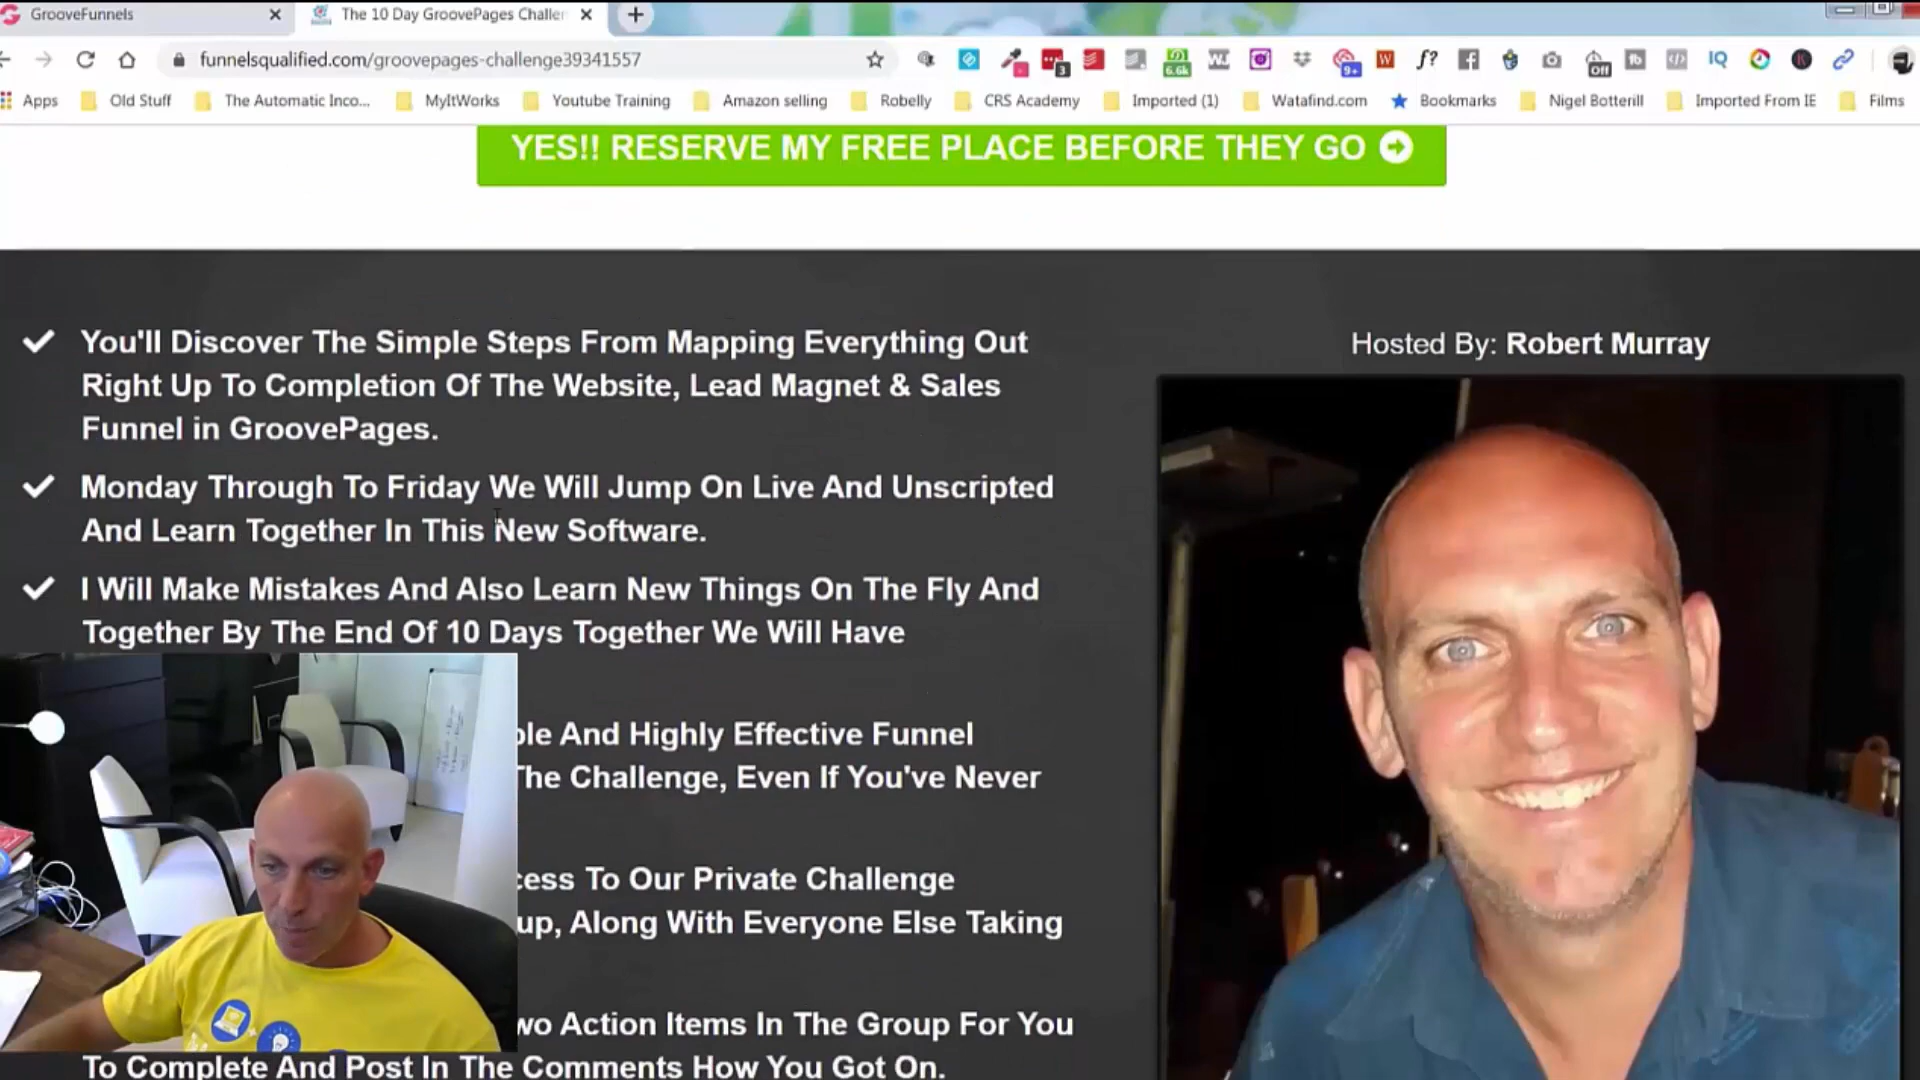 GrooveFunnels
The 10 Day GroovePages Challen
funnelsqualified.com/groovepages-challenge39341557
3
6.6k
WJ
9+
W
f?
Off
IQ
Apps
Old Stuff
The Automatic Inco...
MyItWorks
Youtube Training
Amazon selling
Robelly
CRS Academy
Imported (1)
Watafind.com
Bookmarks
Nigel Botterill
Imported From IE
Films
YES!! RESERVE MY FREE PLACE BEFORE THEY GO
You'll Discover The Simple Steps From Mapping Everything Out
Right Up To Completion Of The Website, Lead Magnet & Sales
Funnel in GroovePages.
Monday Through To Friday We Will Jump On Live And Unscripted
And Learn Together In This New Software.
I Will Make Mistakes And Also Learn New Things On The Fly And
Together By The End Of 10 Days Together We Will Have
ple And Highly Effective Funnel
The Challenge, Even If You've Never
cess To Our Private Challenge
up, Along With Everyone Else Taking
wo Action Items In The Group For You
To Complete And Post In The Comments How You Got On.
Hosted By: Robert Murray